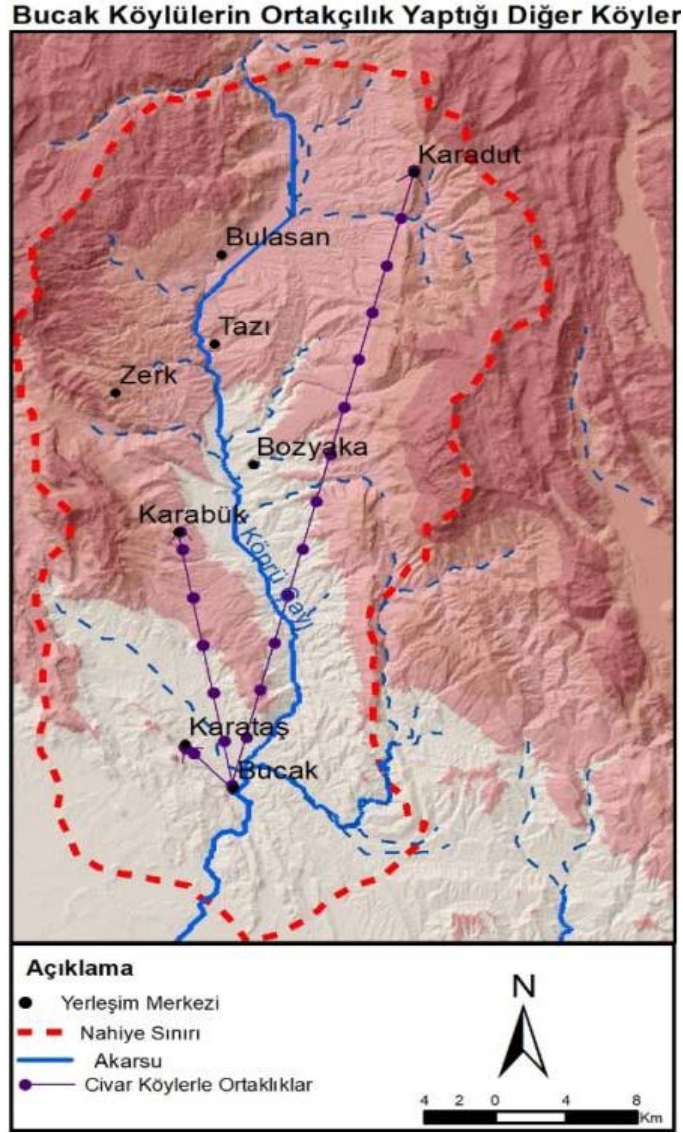 Bucak Köylülerin Ortakçılık Yaptığı Diğer Köyler
Karadut
Bulasan
Tazı
Zerk
Bozyaka
Karabük
Köprü Çayı
Karataş
Bucak
Açıklama
Yerleşim Merkezi
Nahiye Sınırı
Akarsu
Civar Köylerle Ortaklıklar
N
4 2 0 4 8
Km